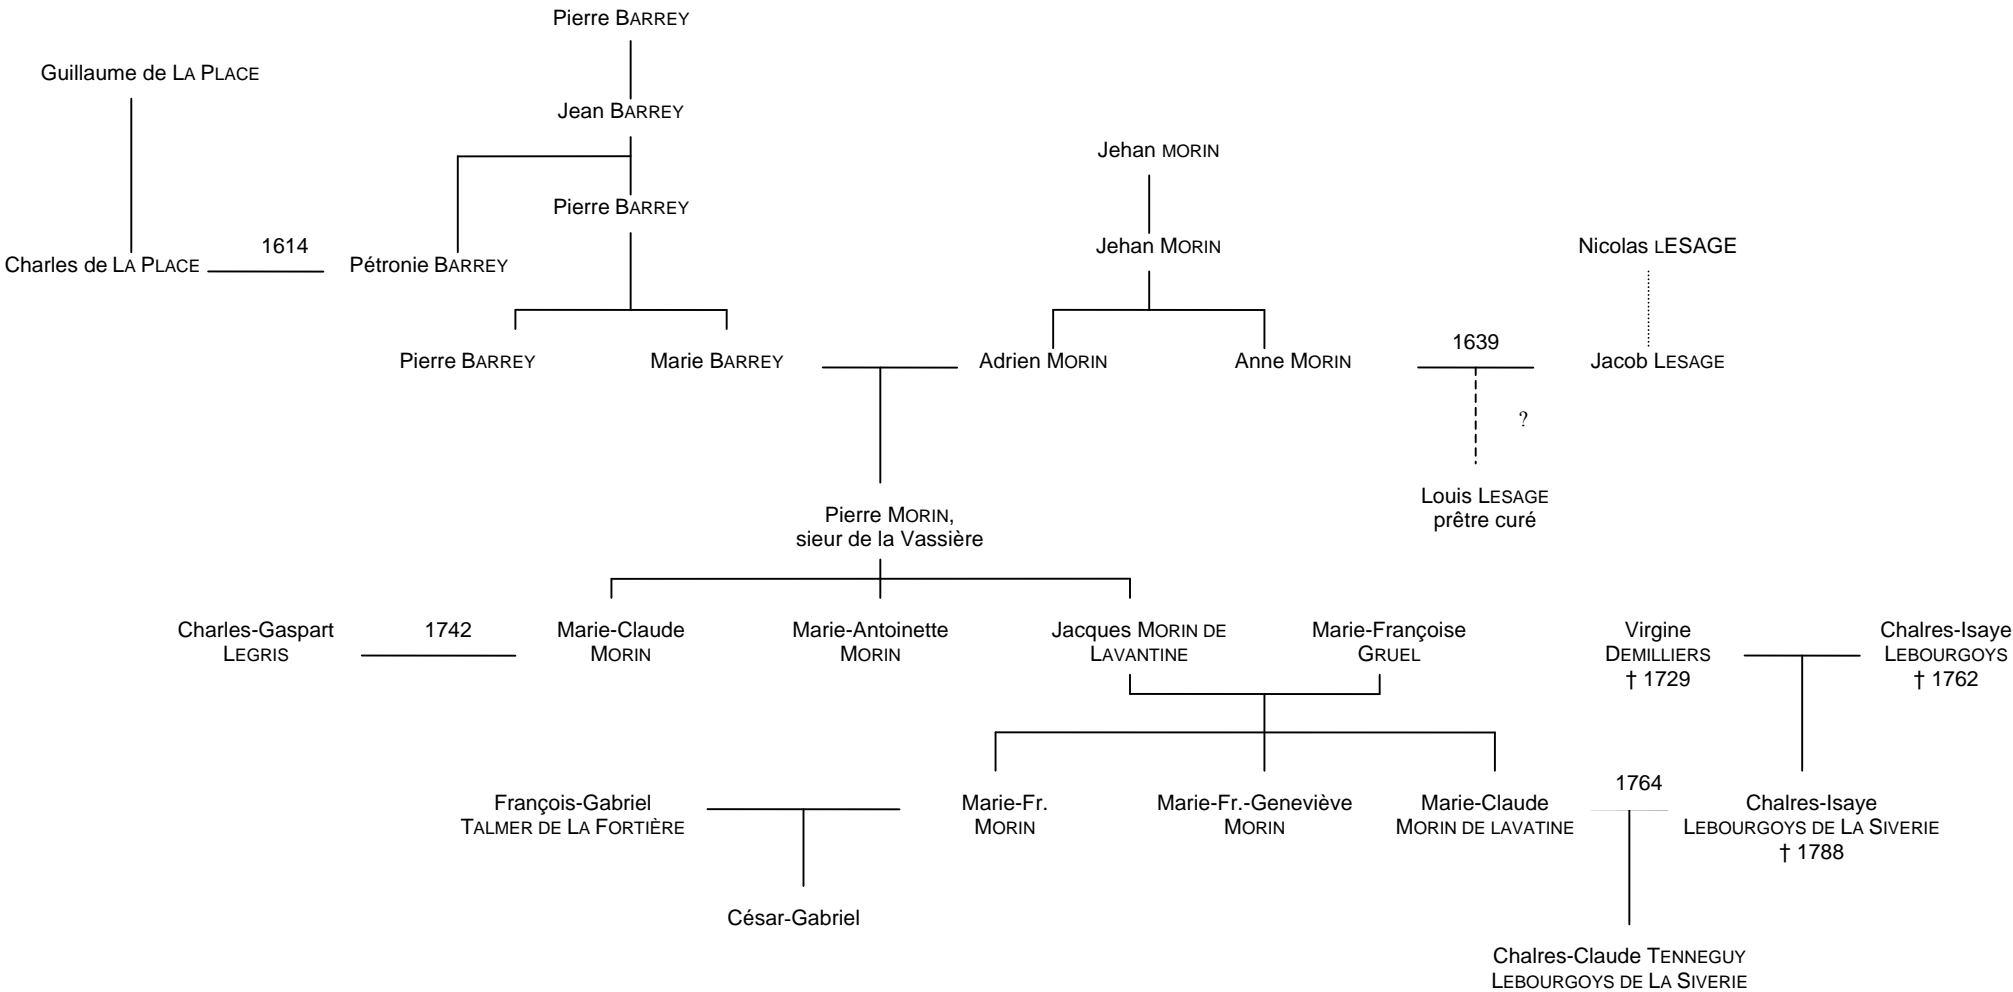 Pierre BARREY
Guillaume de LA PLACE
Jean BARREY
Jehan MORIN
Pierre BARREY
Charles de LA PLACE
1614
Pétronie BARREY
Jehan MORIN
Nicolas LESAGE
Pierre BARREY
Marie BARREY
Adrien MORIN
Anne MORIN
1639
Jacob LESAGE
?
Louis LESAGE
prêtre curé
Pierre MORIN,
sieur de la Vassière
Charles-Gaspart
LEGRIS
1742
Marie-Claude
MORIN
Marie-Antoinette
MORIN
Jacques MORIN DE
LAVANTINE
Marie-Françoise
GRUEL
Virgine
DEMILLIERS
† 1729
Chalres-Isaye
LEBOURGOYS
† 1762
François-Gabriel
TALMER DE LA FORTIÈRE
Marie-Fr.
MORIN
Marie-Fr.-Geneviève
MORIN
Marie-Claude
MORIN DE LAVATINE
1764
Chalres-Isaye
LEBOURGOYS DE LA SIVERIE
† 1788
César-Gabriel
Chalres-Claude TENNEGUY
LEBOURGOYS DE LA SIVERIE